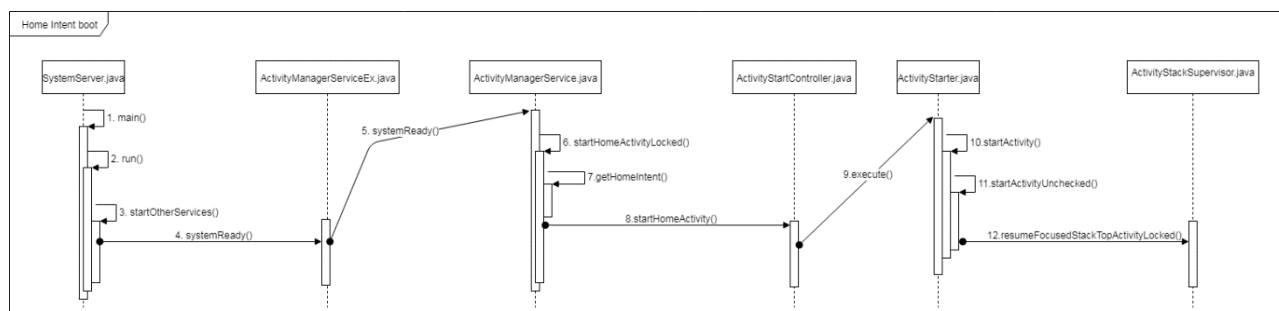 Home Intent boot
SystemServer.java
ActivityManagerServiceEx.java
ActivityManagerService.java
ActivityStartController.java
ActivityStarter.java
ActivityStackSupervisor.java
1. main()
2. run()
3. startOtherServices()
4. systemReady()
5. systemReady()
6. startHomeActivityLocked()
7.getHomeIntent()
8.startHomeActivity()
9.execute()
10.startActivity()
11.startActivityUnchecked()
12.resumeFocusedStackTopActivityLocked()